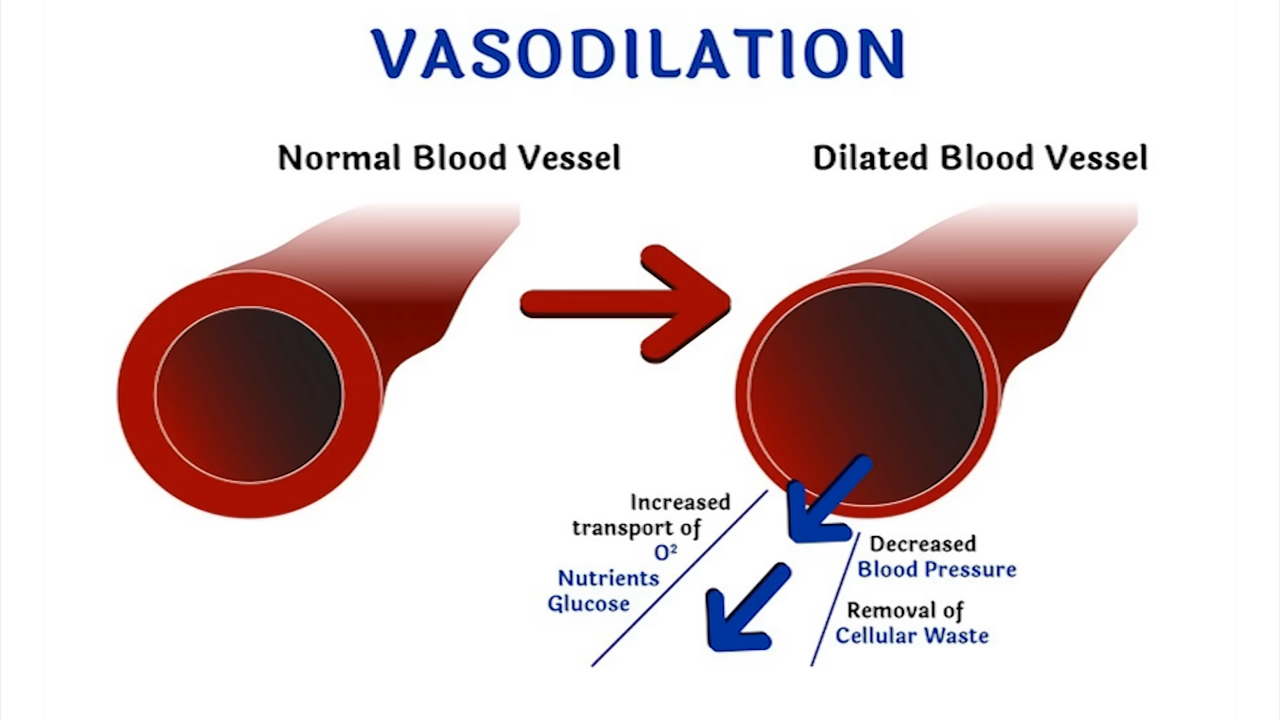 VASODILATION
Normal Blood Vessel
Dilated Blood Vessel
Increased
transport of
O²
Nutrients
Glucose
Decreased
Blood Pressure
Removal of
Cellular Waste